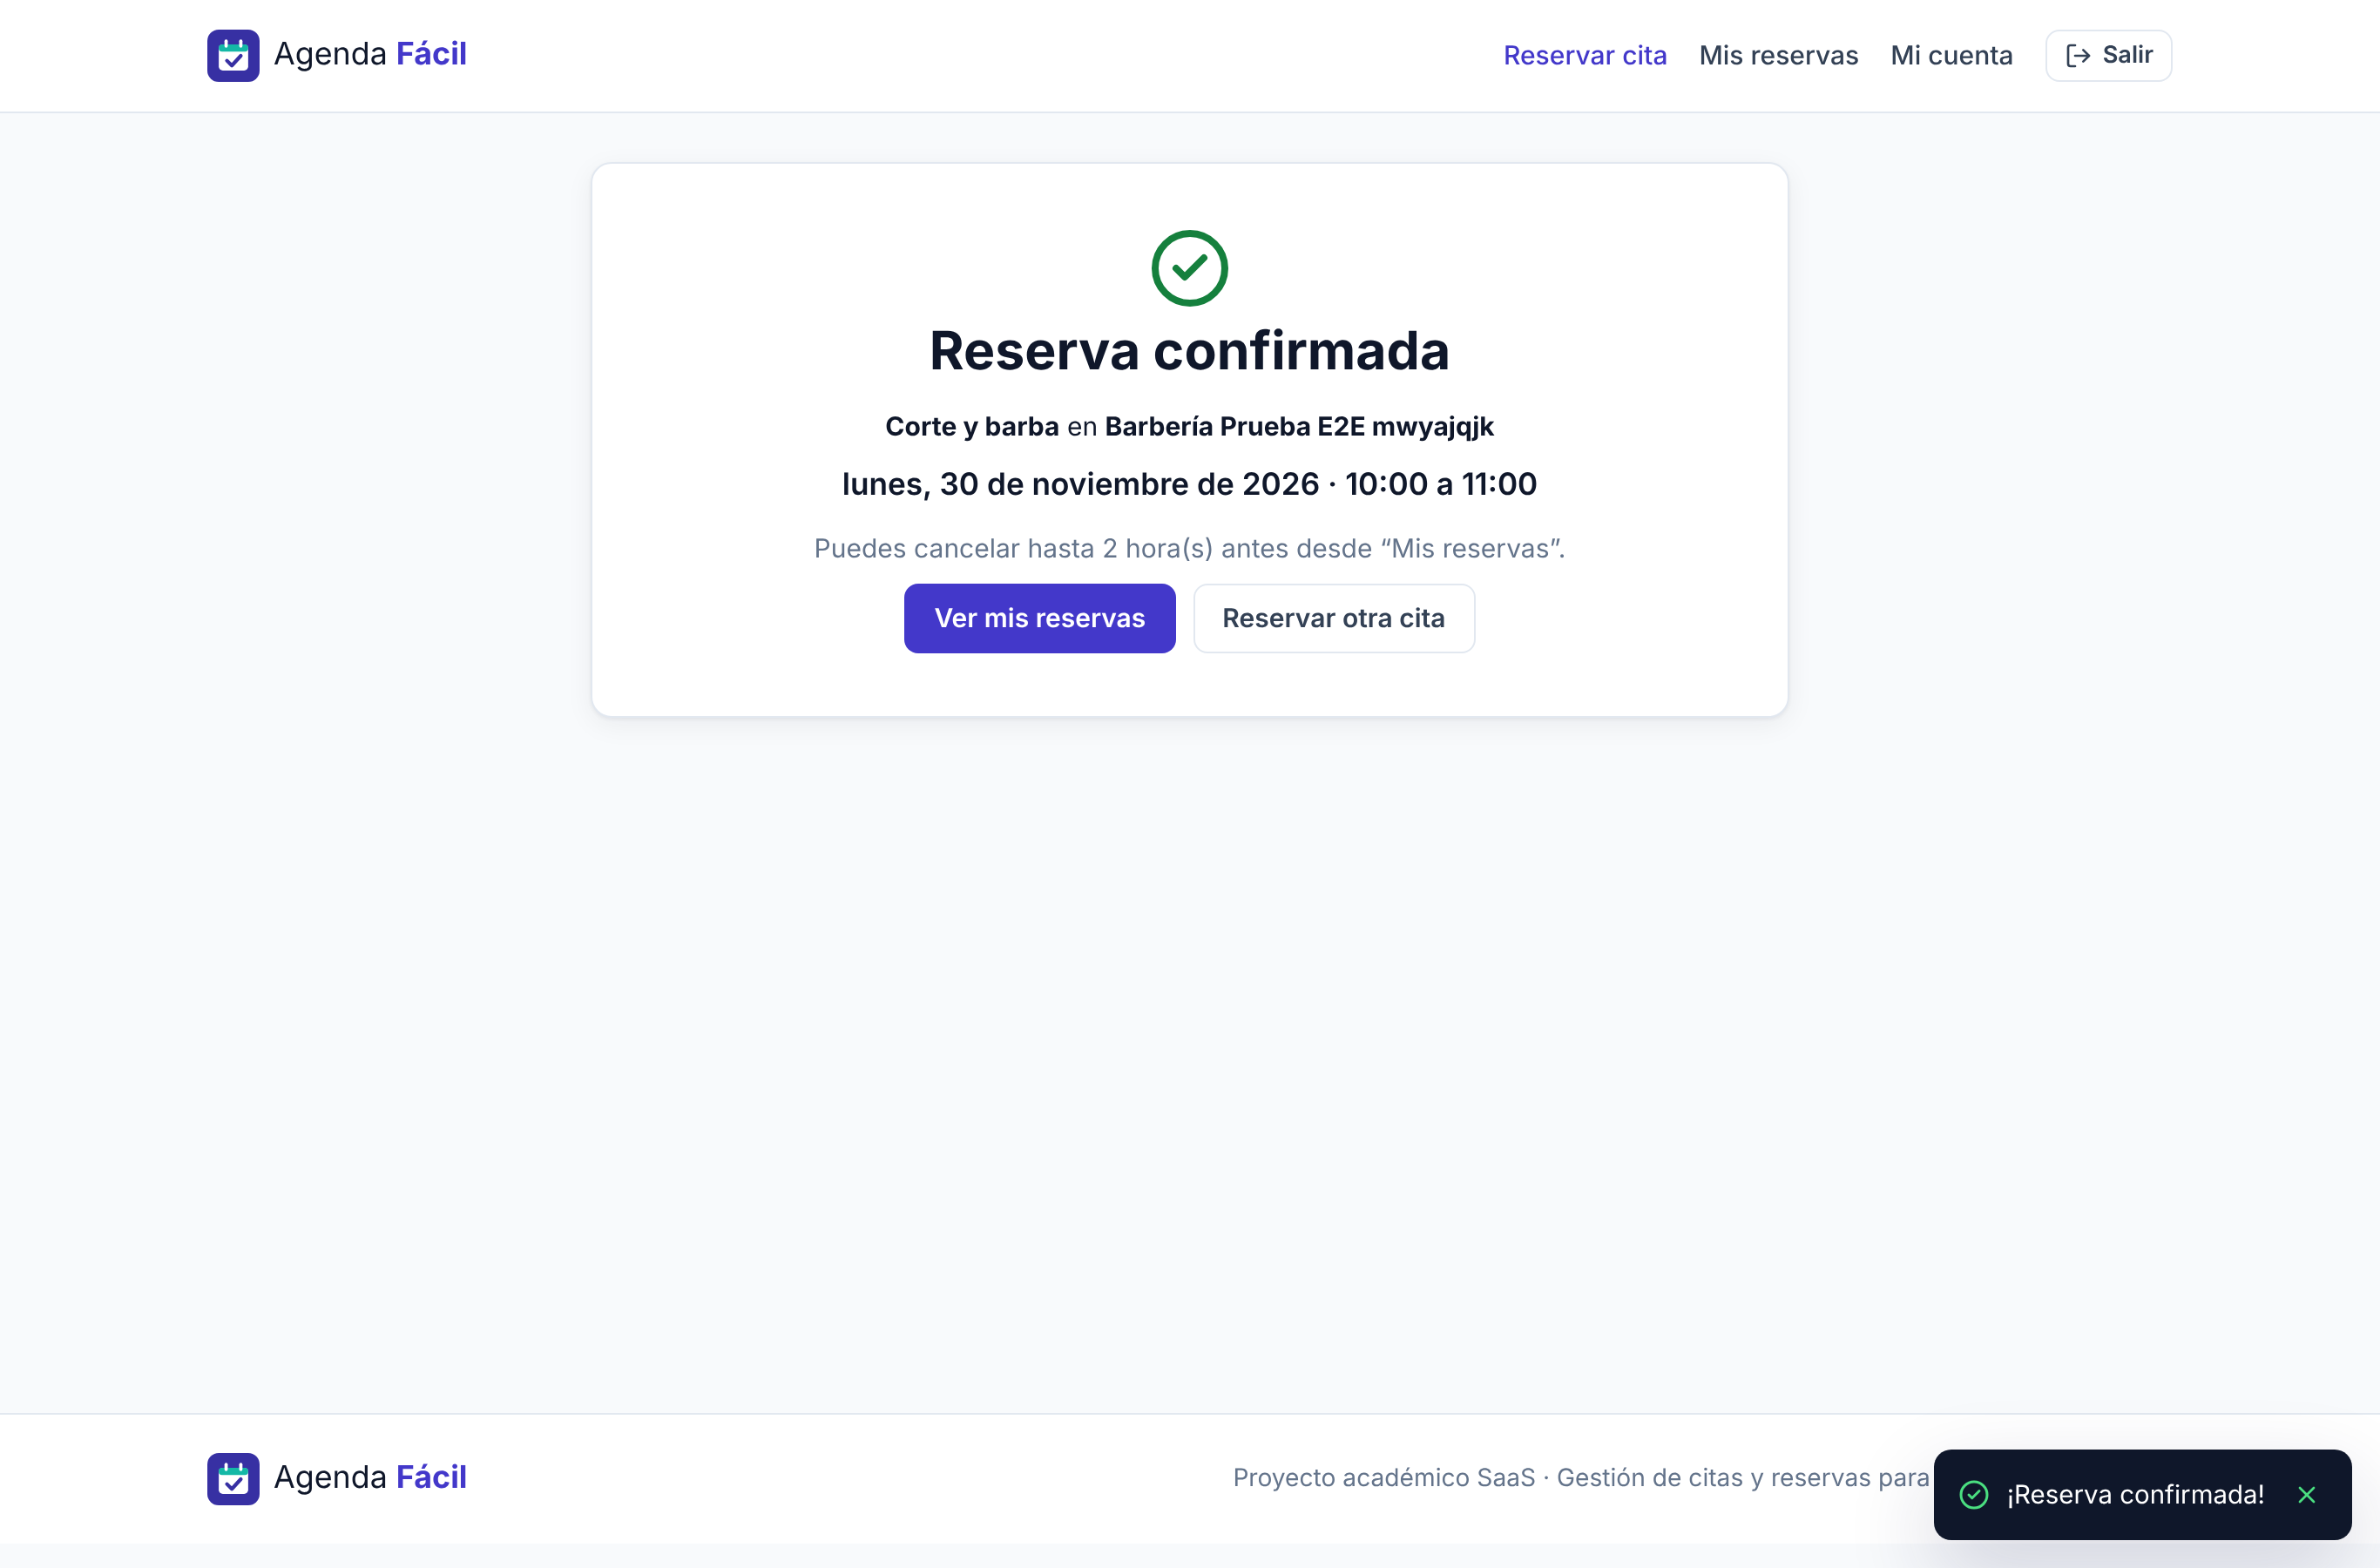 Agenda Fácil
Reservar cita
Mis reservas
Mi cuenta
Salir
Reserva confirmada
Corte y barba en Barbería Prueba E2E mwyajqjk
lunes, 30 de noviembre de 2026 · 10:00 a 11:00
Puedes cancelar hasta 2 hora(s) antes desde “Mis reservas”.
Ver mis reservas
Reservar otra cita
Agenda Fácil
Proyecto académico SaaS · Gestión de citas y reservas para
¡Reserva confirmada!